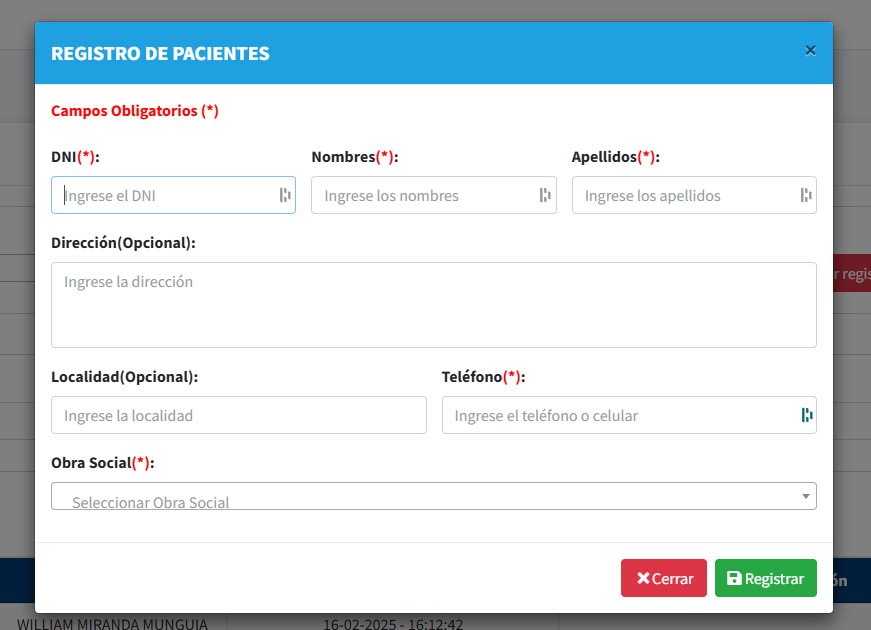 REGISTRO DE PACIENTES ×
Campos Obligatorios (*)
DNI(*): Nombres(*): Apellidos(*):
Ingrese el DNI Ingrese los nombres Ingrese los apellidos
Dirección(Opcional):
Ingrese la dirección
r regis
Localidad(Opcional): Teléfono(*):
Ingrese la localidad Ingrese el teléfono o celular
Obra Social(*):
Seleccionar Obra Social
Cerrar Registrar
ón
WILLIAM MIRANDA MUNGUIA 16-02-2025 - 16:12:42